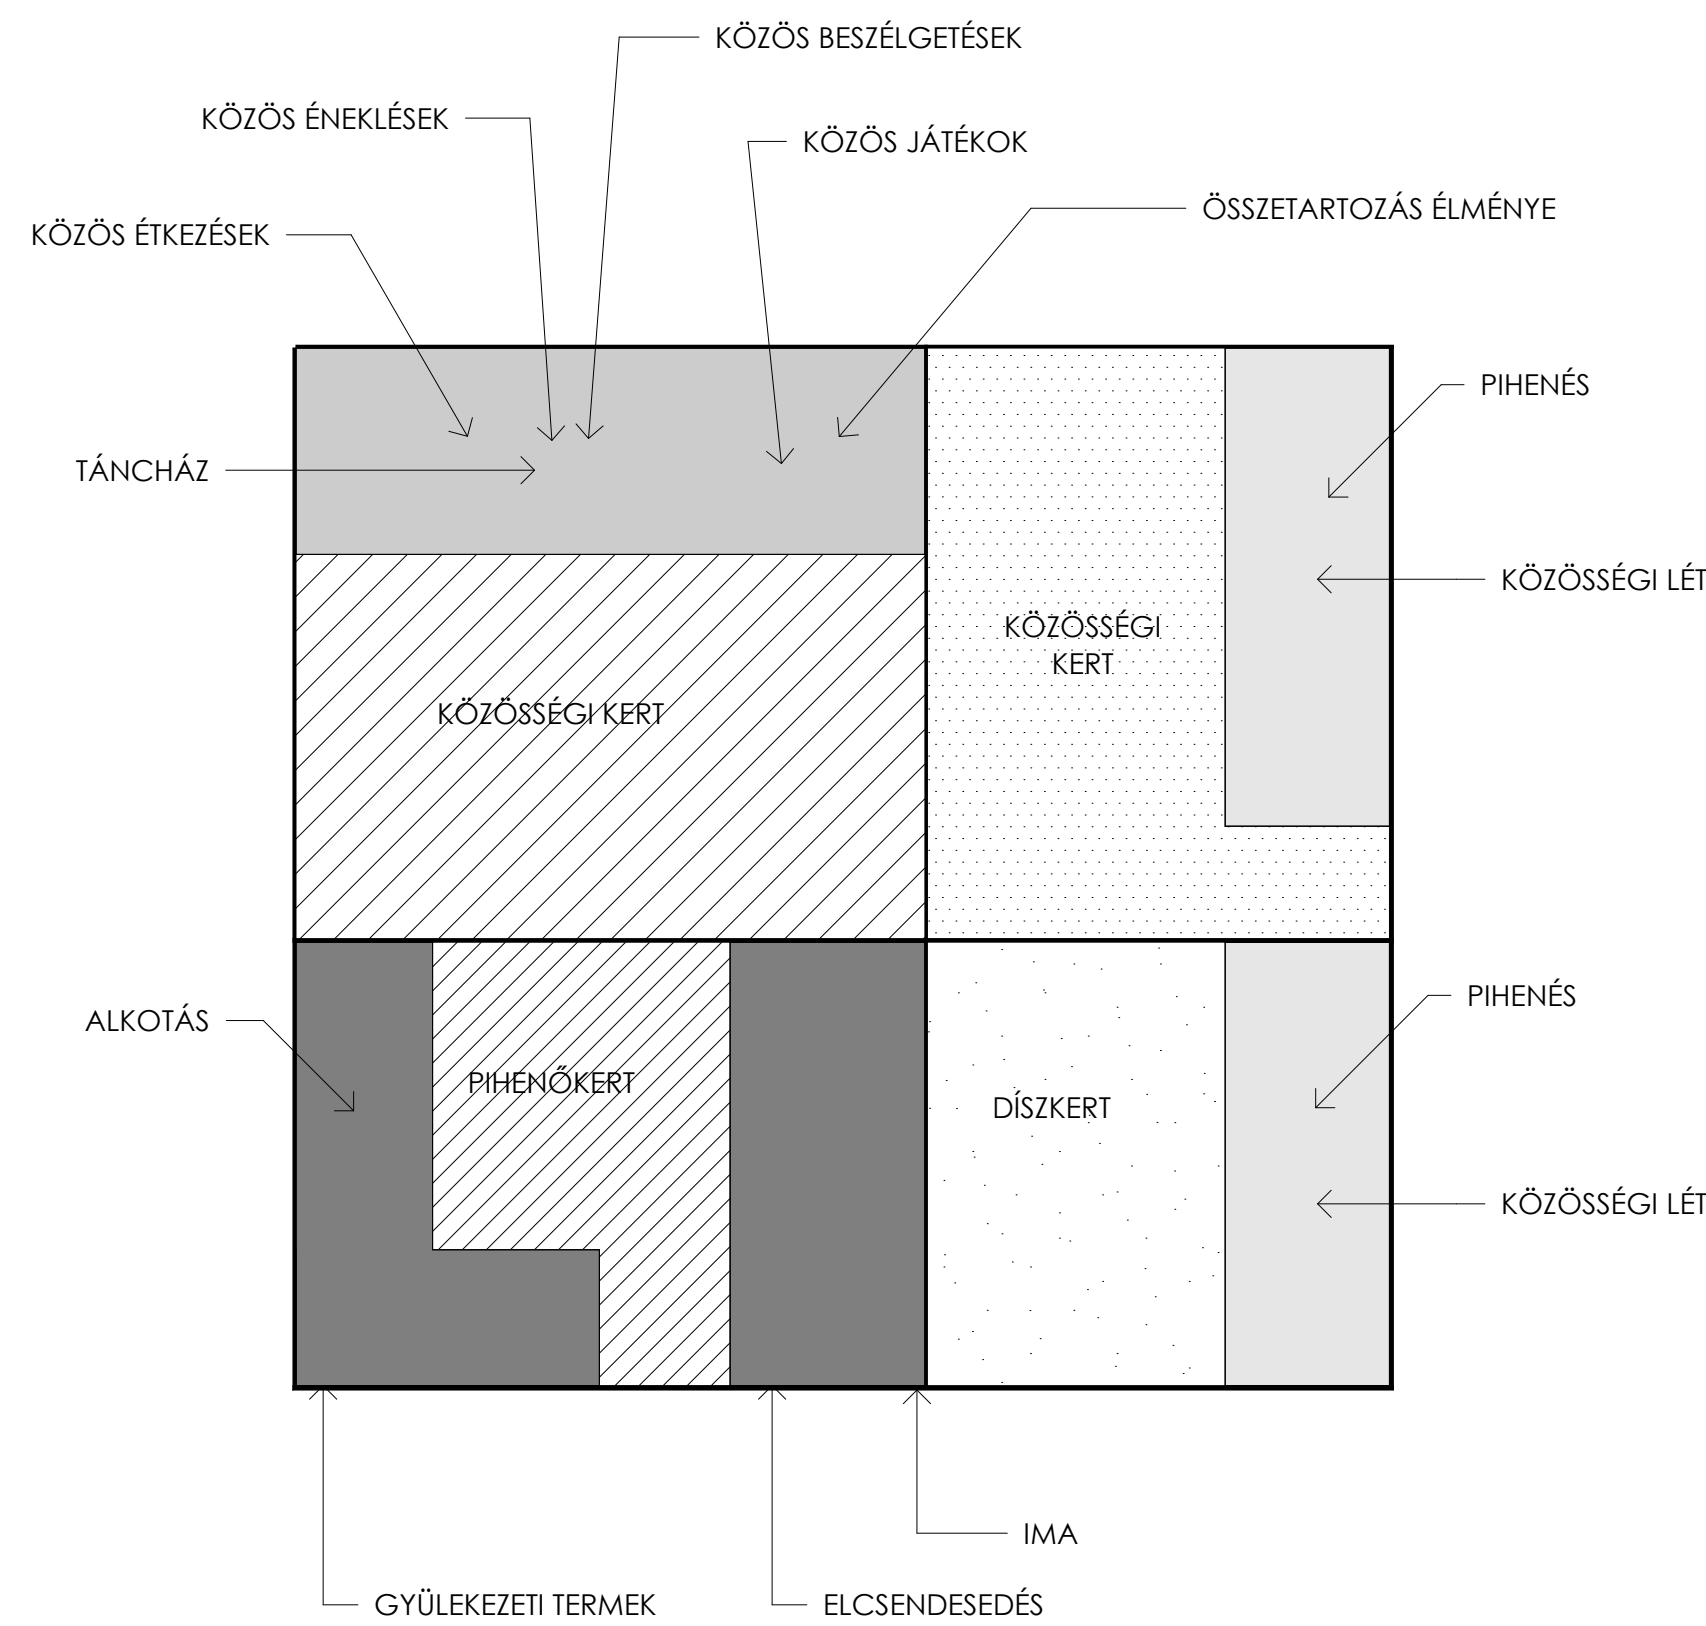 KÖZÖS BESZÉLGETÉSEK
KÖZÖS ÉNEKLÉSEK
KÖZÖS JÁTÉKOK
ÖSSZETARTOZÁS ÉLMÉNYE
KÖZÖS ÉTKEZÉSEK
PIHENÉS
TÁNCHÁZ
KÖZÖSSÉGI LÉT
KÖZÖSSÉGI
KERT
KÖZÖSSÉGI KERT
PIHENÉS
ALKOTÁS
PIHENŐKERT
DÍSZKERT
KÖZÖSSÉGI LÉT
IMA
GYÜLEKEZETI TERMEK
ELCSENDESEDÉS